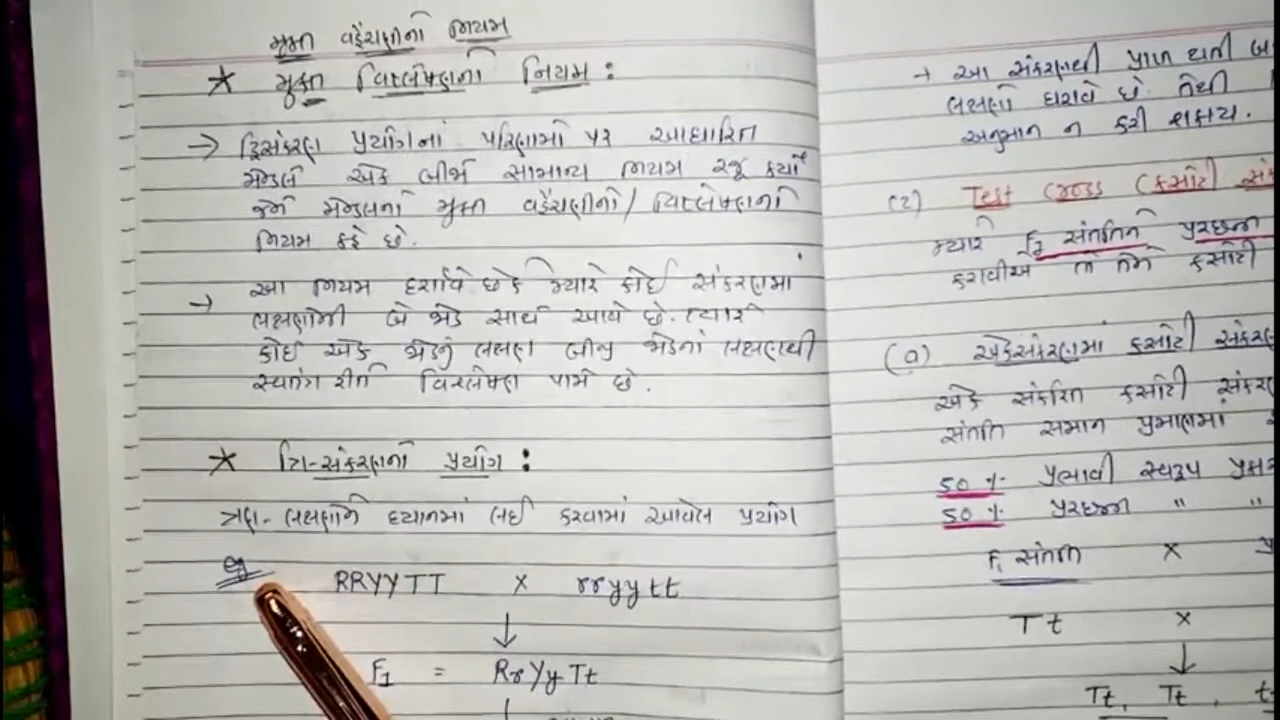 મુક્ત વહેંચણીનો નિયમ
★ મુક્ત વિશ્લેષણનો નિયમ :
→ દ્વિસંકરણ પ્રયોગનાં પરિણામો પર આધારિત
મેન્ડલે એક બીજો સામાન્ય નિયમ રજૂ કર્યો
જેને મેન્ડલનો મુક્ત વહેંચણીનો / વિશ્લેષણનો
નિયમ કહે છે.
→ આ નિયમ દર્શાવે છે કે જ્યારે કોઈ સંકરણમાં
લક્ષણોની બે જોડ સાથે આવે છે. ત્યારે
કોઈ એક જોડનું લક્ષણ બીજી જોડનાં લક્ષણથી
સ્વતંત્ર રીતે વિશ્લેષણ પામે છે.
★ ત્રિ-સંકરણનો પ્રયોગ :
ત્રણ- લક્ષણોને ધ્યાનમાં લઈ કરવામાં આવેલ પ્રયોગ
eg RRYYTT x rryytt
↓
F1 = RrYyTt
→ આ સંકરણથી પ્રાપ્ત થતી
લક્ષણો ધરાવે છે. તેથી
અનુમાન ન કરી શકાય.
(2) Test Cross (કસોટી
જ્યારે સંતતિને પ્રચ્છન્ન
કરાવીએ તો તેને કસોટી
(a) એકસંકરણમાં કસોટી સંકરણ
એક સંકરિત કસોટી
સંતતિ સમાન પ્રમાણમાં
50 % પ્રભાવી સ્વરૂપ
50 % પ્રચ્છન્ન " "
F1 સંતતિ x
Tt x
↓
Tt, Tt,